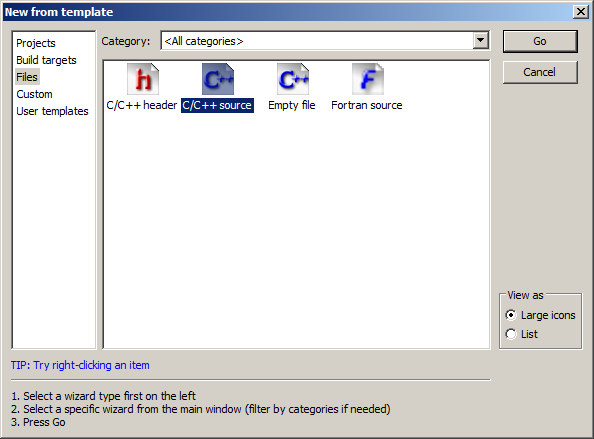 New from template
Projects
Build targets
Files
Custom
User templates
Category: <All categories>
Go
Cancel
h C++ C++ F
C/C++ header C/C++ source Empty file Fortran source
View as
Large icons
List
TIP: Try right-clicking an item
1. Select a wizard type first on the left
2. Select a specific wizard from the main window (filter by categories if needed)
3. Press Go